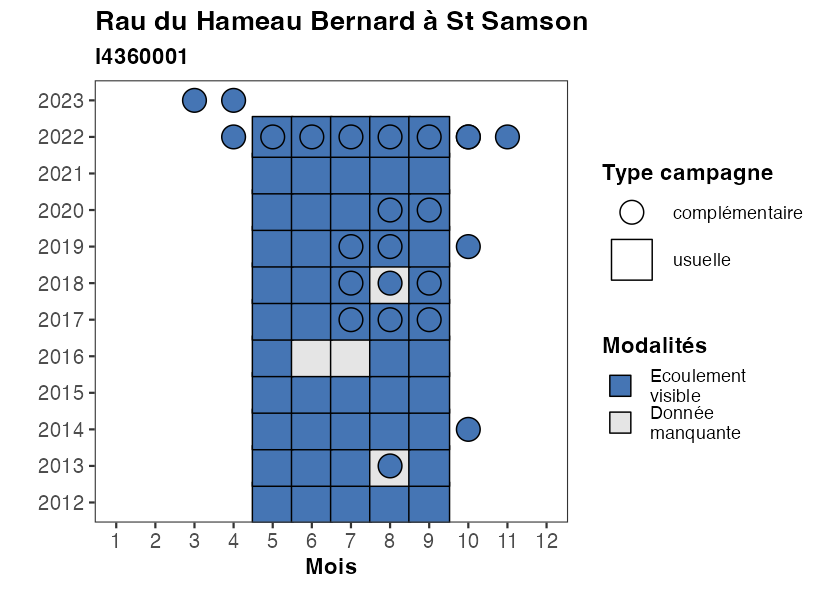 Rau du Hameau Bernard à St Samson
I4360001
2023
2022
2021
2020
2019
2018
2017
2016
2015
2014
2013
2012
1 2 3 4 5 6 7 8 9 10 11 12
Mois
Type campagne
complémentaire
usuelle
Modalités
Ecoulement
visible
Donnée
manquante